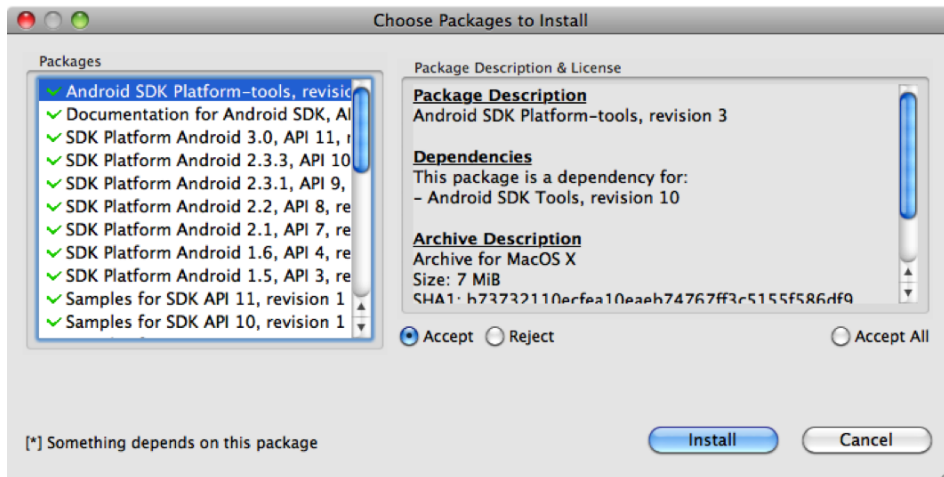 Choose Packages to Install
Packages
Android SDK Platform-tools, revisic
Documentation for Android SDK, AI
SDK Platform Android 3.0, API 11, r
SDK Platform Android 2.3.3, API 10
SDK Platform Android 2.3.1, API 9,
SDK Platform Android 2.2, API 8, re
SDK Platform Android 2.1, API 7, re
SDK Platform Android 1.6, API 4, re
SDK Platform Android 1.5, API 3, re
Samples for SDK API 11, revision 1
Samples for SDK API 10, revision 1
Package Description & License
Package Description
Android SDK Platform-tools, revision 3
Dependencies
This package is a dependency for:
- Android SDK Tools, revision 10
Archive Description
Archive for MacOS X
Size: 7 MiB
SHA1: b73732110ecfea10eaeb74767ff3c5155f586df9
Accept
Reject
Accept All
[*] Something depends on this package
Install
Cancel